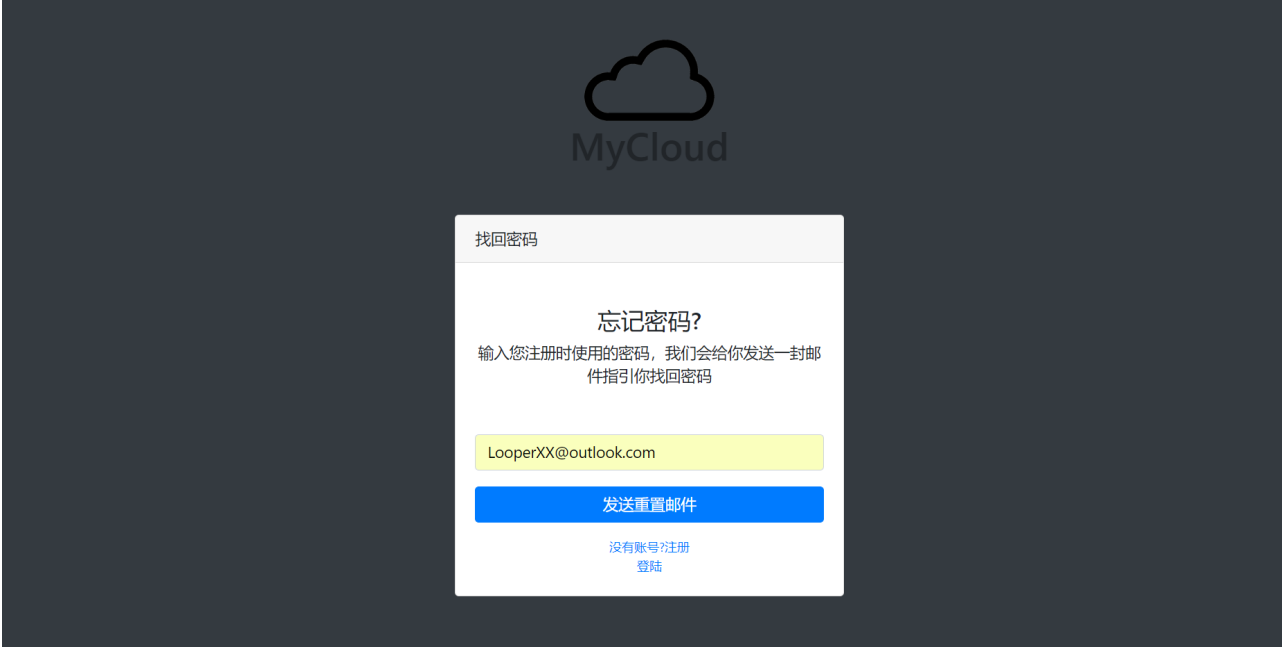 MyCloud
找回密码
忘记密码?
输入您注册时使用的密码，我们会给你发送一封邮
件指引你找回密码
LooperXX@outlook.com
发送重置邮件
没有账号?注册
登陆